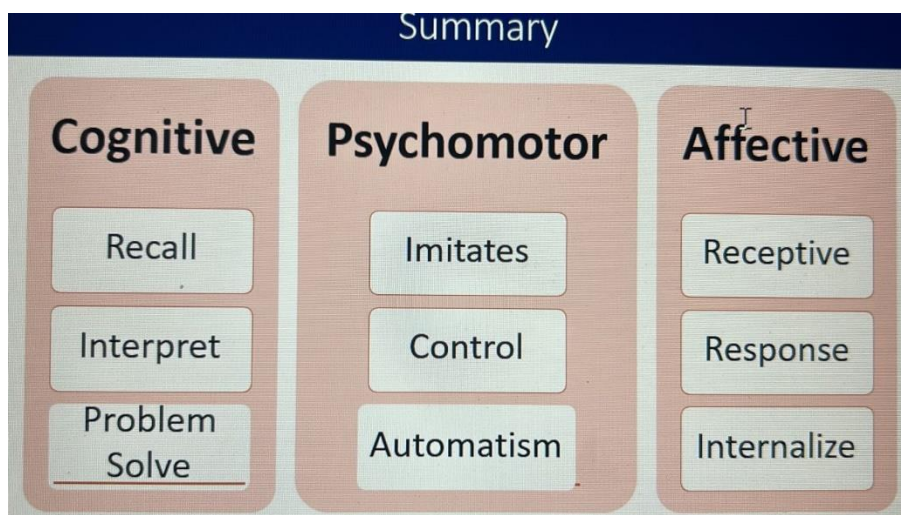 Summary
Cognitive
Recall
Interpret
Problem
Solve
Psychomotor
Imitates
Control
Automatism
Affective
Receptive
Response
Internalize